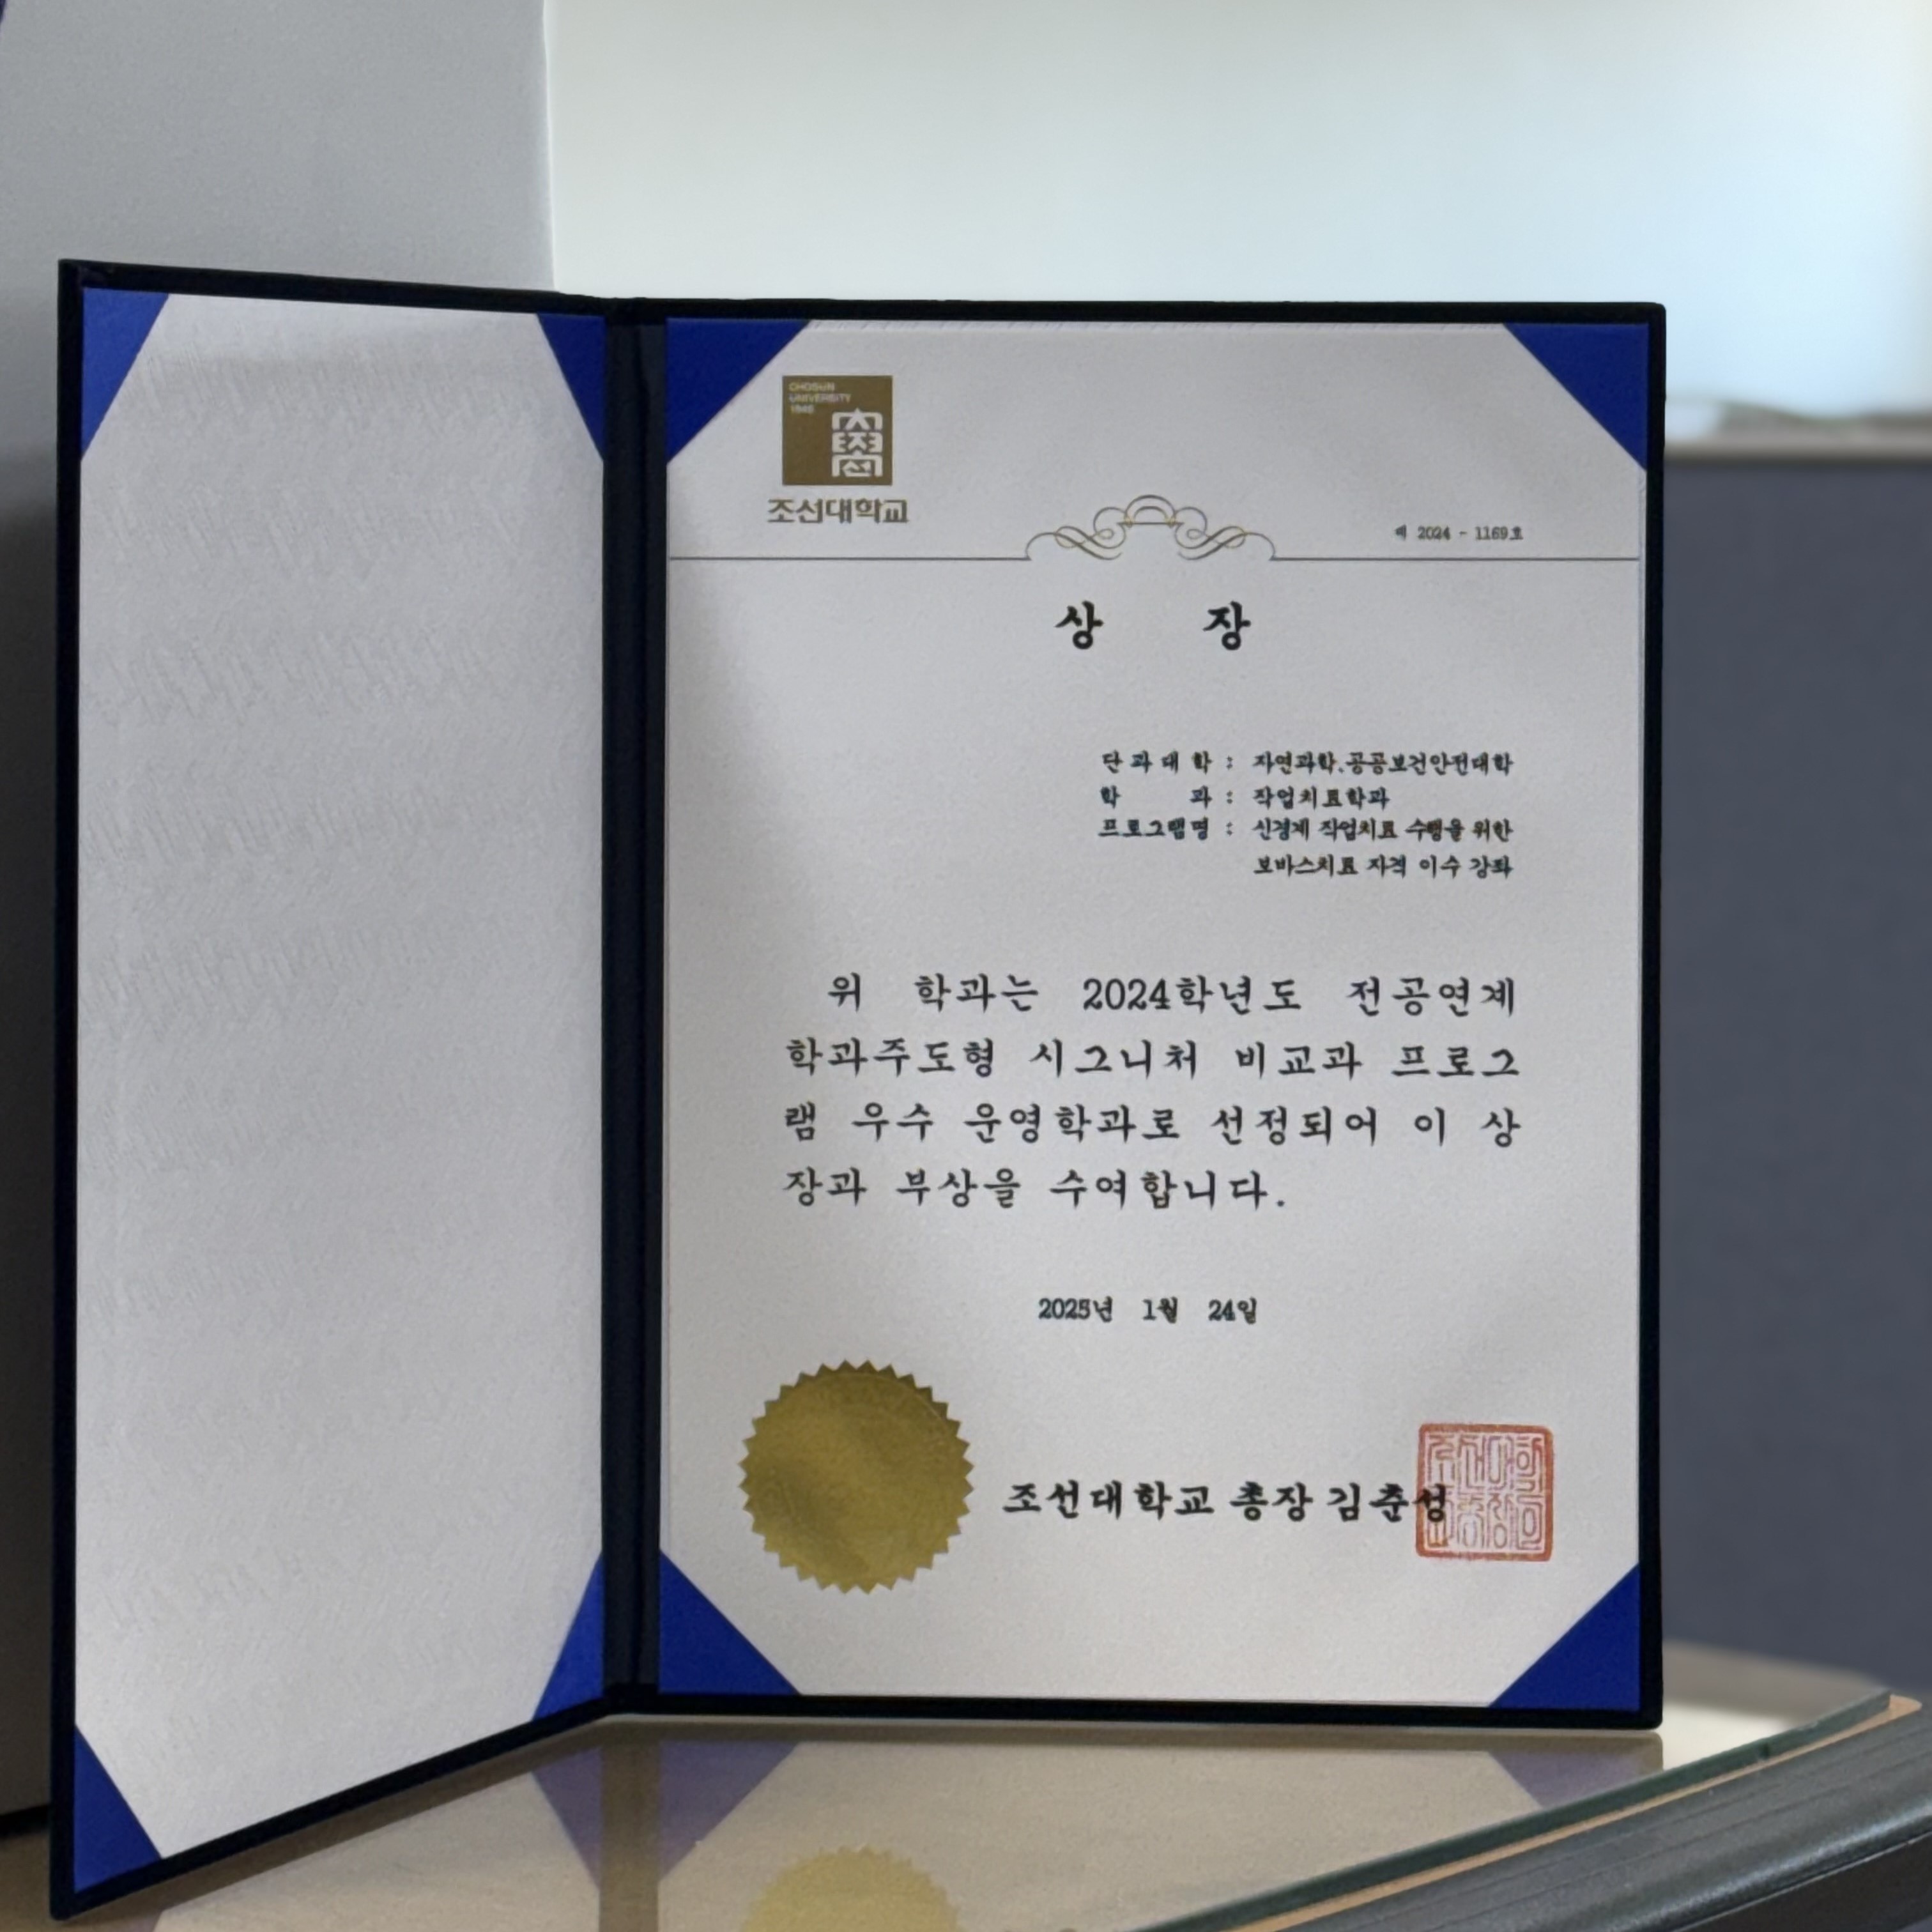 CHOSUN
UNIVERSITY
1946
조선대학교
제 2024 - 1169호
상 장
단과대학 : 자연과학.공공보건안전대학
학 과 : 작업치료학과
프로그램명 : 신경계 작업치료 수행을 위한
보바스치료 자격 이수 강좌
위 학과는 2024학년도 전공연계
학과주도형 시그니처 비교과 프로그
램 우수 운영학과로 선정되어 이 상
장과 부상을 수여합니다.
2025년 1월 24일
조선대학교 총장 김춘성